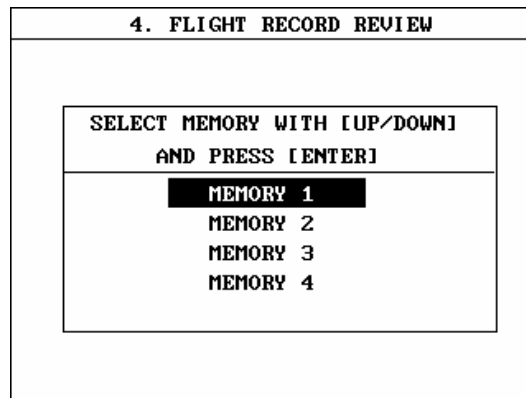 4. FLIGHT RECORD REVIEW
SELECT MEMORY WITH [UP/DOWN]
AND PRESS [ENTER]
MEMORY 1
MEMORY 2
MEMORY 3
MEMORY 4